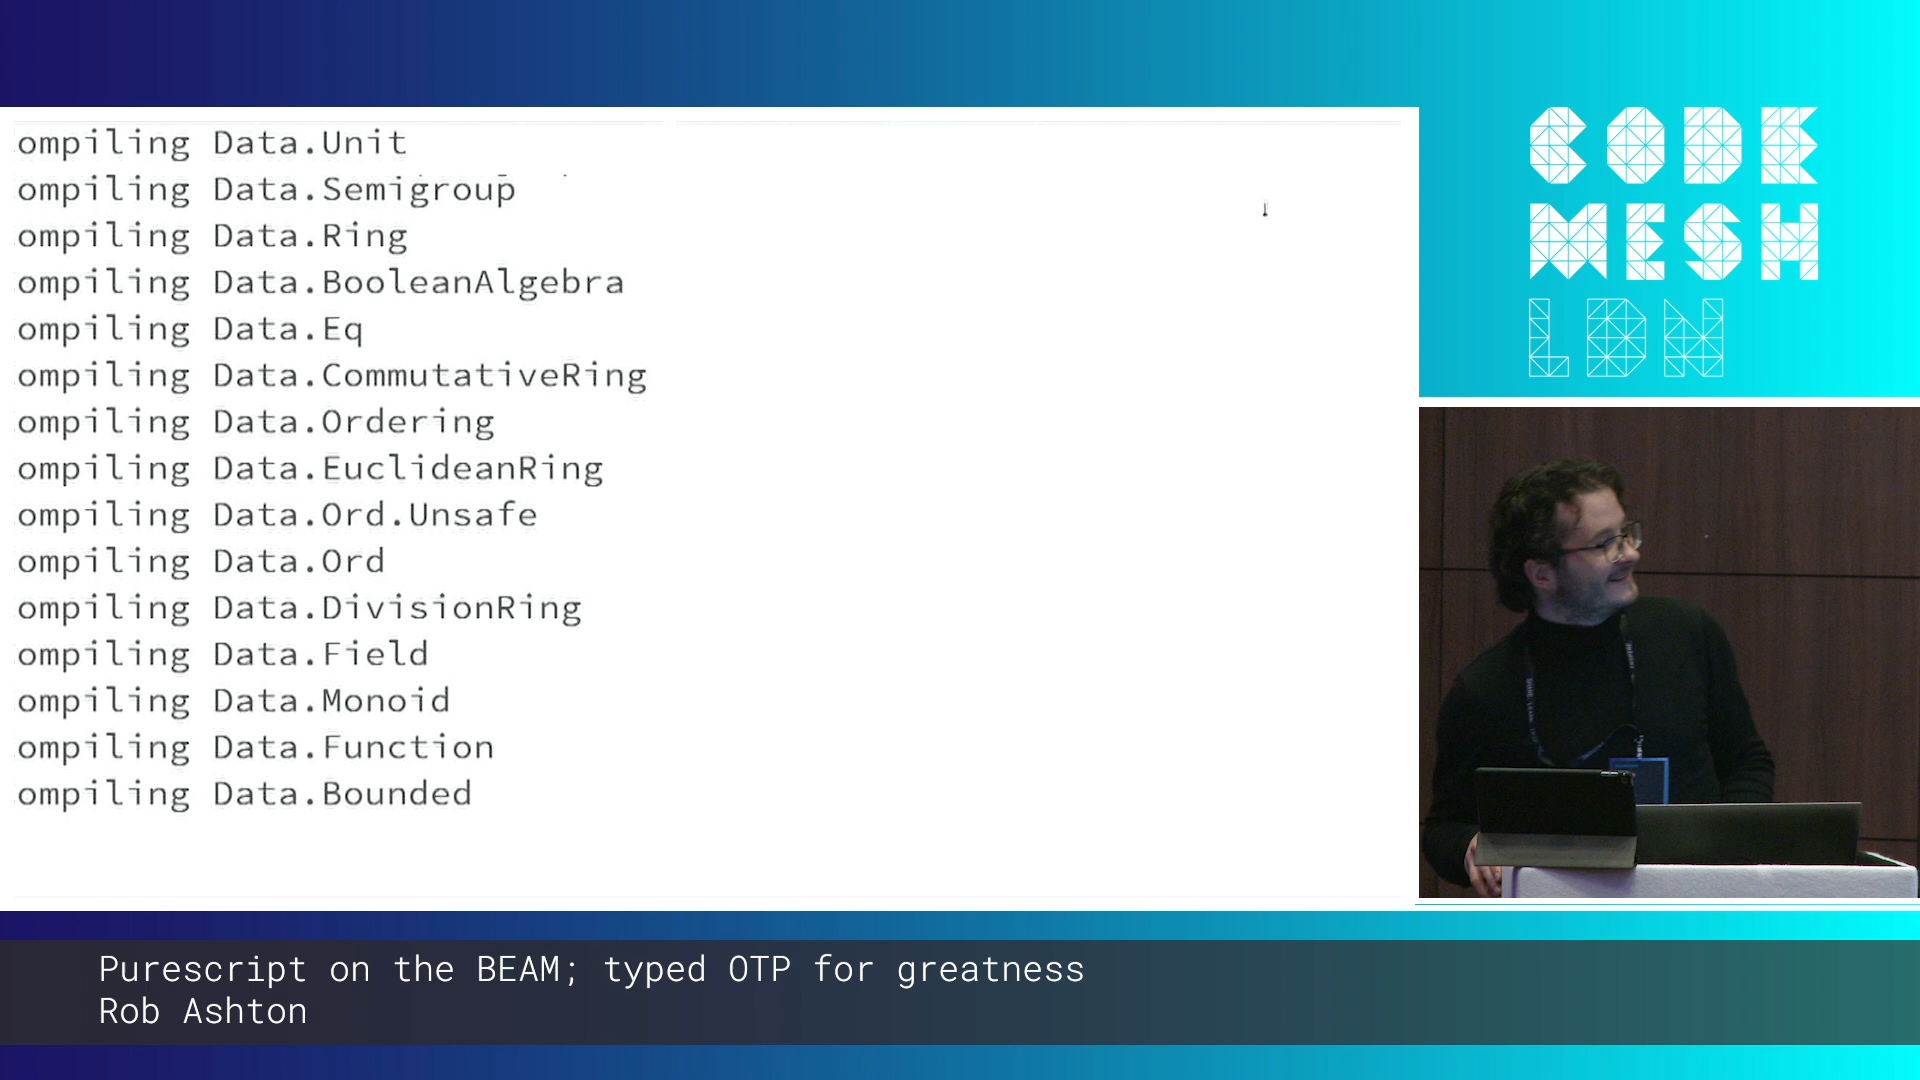 ompiling Data.Unit
ompiling Data.Semigroup
ompiling Data.Ring
ompiling Data.BooleanAlgebra
ompiling Data.Eq
ompiling Data.CommutativeRing
ompiling Data.Ordering
ompiling Data.EuclideanRing
ompiling Data.Ord.Unsafe
ompiling Data.Ord
ompiling Data.DivisionRing
ompiling Data.Field
ompiling Data.Monoid
ompiling Data.Function
ompiling Data.Bounded
CODE
MESH
LDN
Purescript on the BEAM; typed OTP for greatness
Rob Ashton